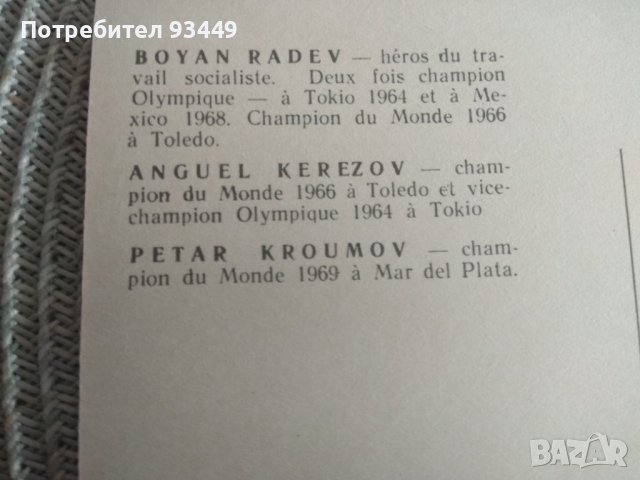 Потребител 93449
BOYAN RADEV — héros du tra-
vail socialiste. Deux fois champion
Olympique — à Tokio 1964 et à Me-
xico 1968. Champion du Monde 1966
à Toledo.
ANGUEL KEREZOV — cham-
pion du Monde 1966 à Toledo et vice-
champion Olympique 1964 à Tokio
PETAR KROUMOV — cham-
pion du Monde 1969 à Mar del Plata.
BAZAR